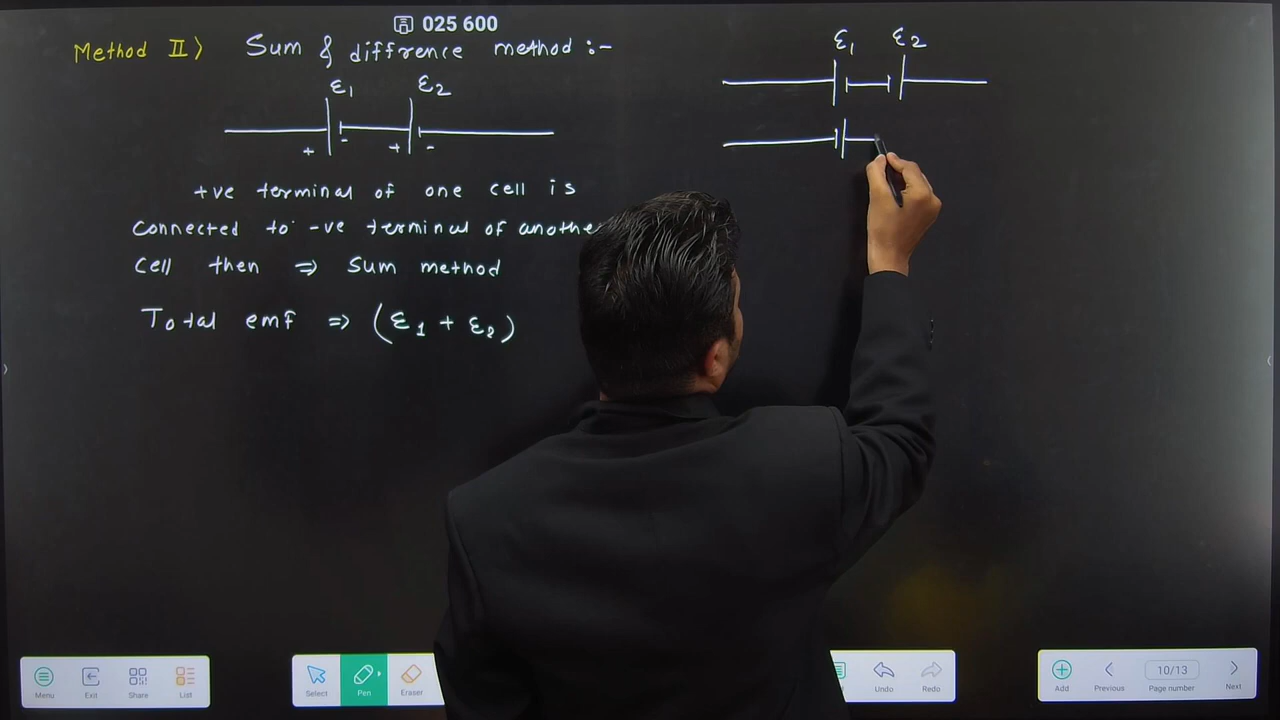 025 600
Method II) Sum & diffrence method :-
ε1 ε2
+ - + -
+ve terminal of one cell is
Connected to -ve terminal of another
Cell then ⇒ Sum method
Total emf ⇒ (ε1 + ε2)
ε1 ε2
Menu Exit Share List
Select Pen Eraser
Undo Redo
Add Previous 10/13 Page number Next